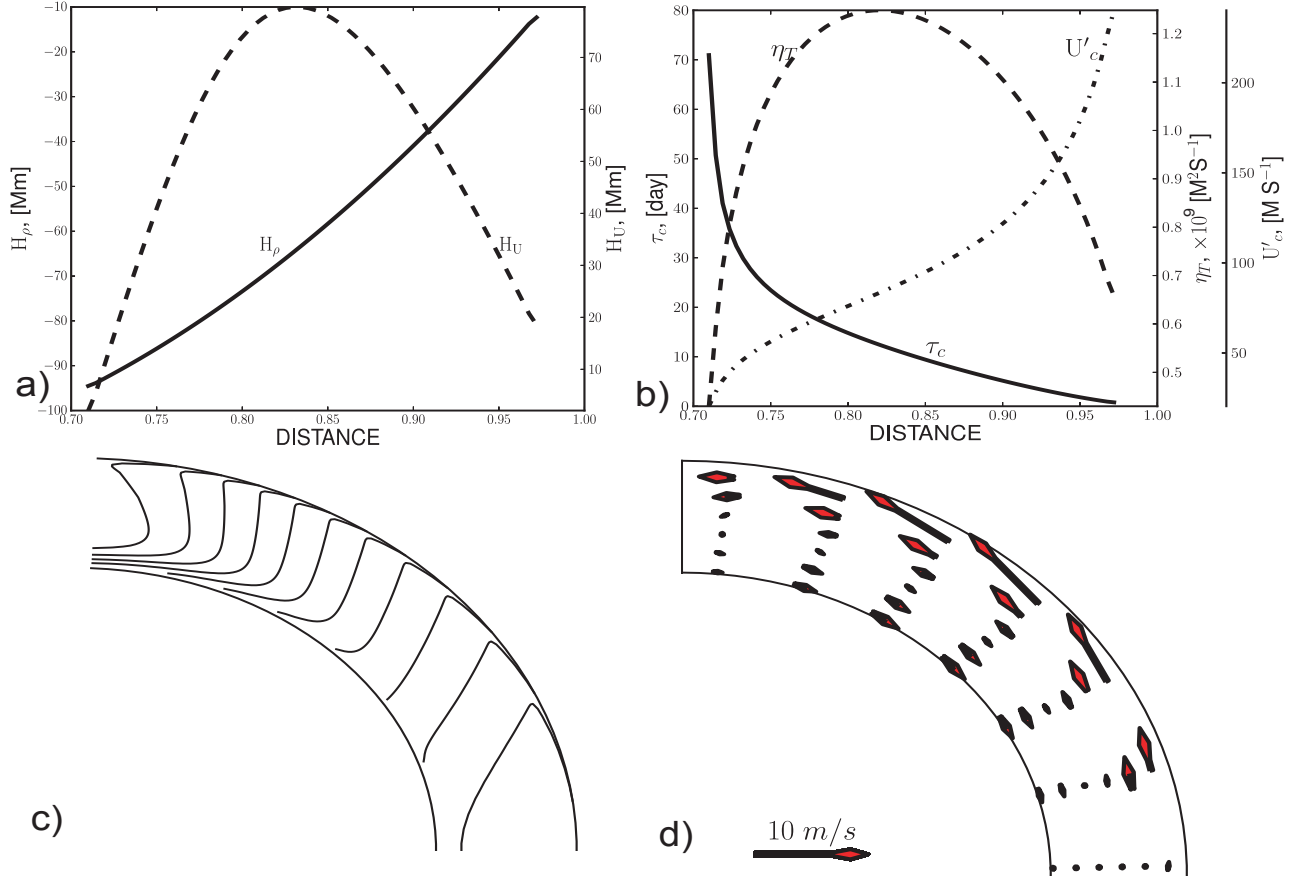 −10
−20
−30
−40
−50
−60
−70
−80
−90
−100
H_ρ, [Mm]
H_ρ
H_U
70
60
50
40
30
20
10
H_U, [Mm]
0.70 0.75 0.80 0.85 0.90 0.95 1.00
DISTANCE
a)
80
70
60
50
40
30
20
10
0
τ_c, [day]
η_T
U′_c
τ_c
1.2
1.1
1.0
0.9
0.8
0.7
0.6
0.5
η_T, ×10^9 [M^2S^−1]
200
150
100
50
U′_c, [M S^−1]
0.70 0.75 0.80 0.85 0.90 0.95 1.00
DISTANCE
b)
c)
d)
10 m/s